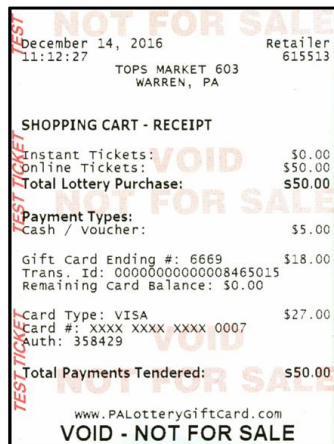 NOT FOR SALE
TEST
December 14, 2016 Retailer
11:12:27 615513
TOPS MARKET 603
WARREN, PA
SHOPPING CART - RECEIPT
Instant Tickets: $0.00
VOID
Online Tickets: $50.00
Total Lottery Purchase: $50.00
TEST TICKET
NOT FOR SALE
Payment Types:
Cash / Voucher: $5.00
Gift Card Ending #: 6669 $18.00
Trans. Id: 00000000000008465015
Remaining Card Balance: $0.00
Card Type: VISA $27.00
Card #: XXXX XXXX XXXX 0007
Auth: 358429
VOID
TEST TICKET
Total Payments Tendered: $50.00
NOT FOR SALE
www.PALotteryGiftCard.com
VOID - NOT FOR SALE